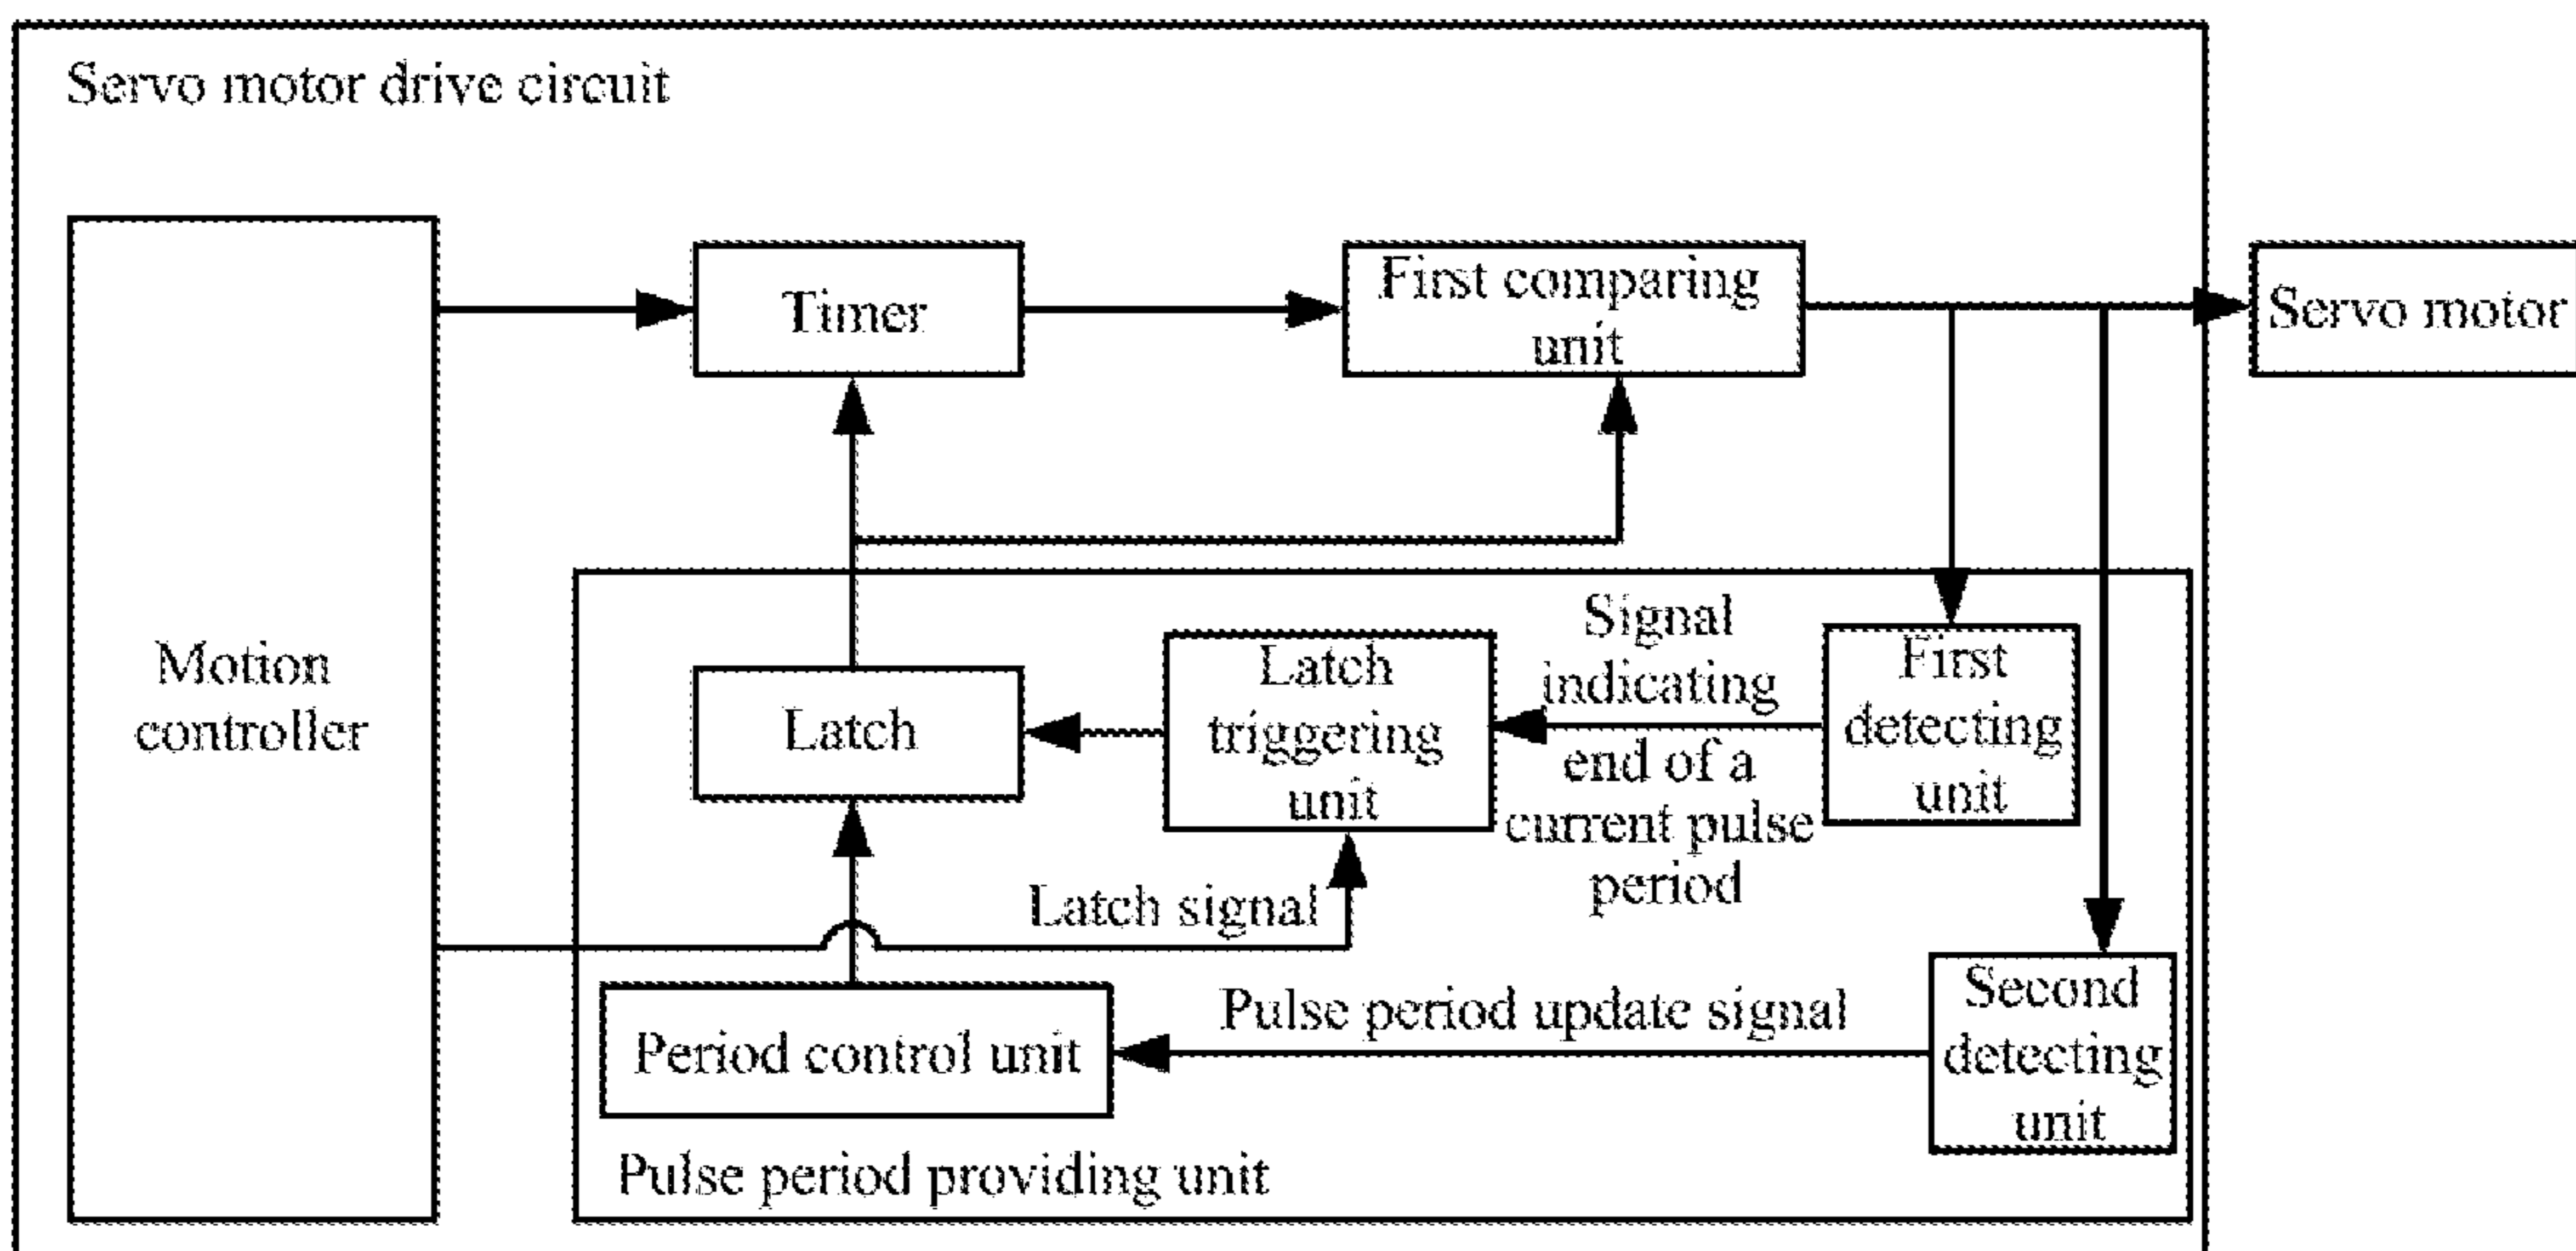 Servo motor drive circuit
Motion
controller
Timer
First comparing
unit
Servo motor
Latch
Latch
triggering
unit
Signal
indicating
end of a
current pulse
period
First
detecting
unit
Latch signal
Period control unit
Pulse period update signal
Second
detecting
unit
Pulse period providing unit